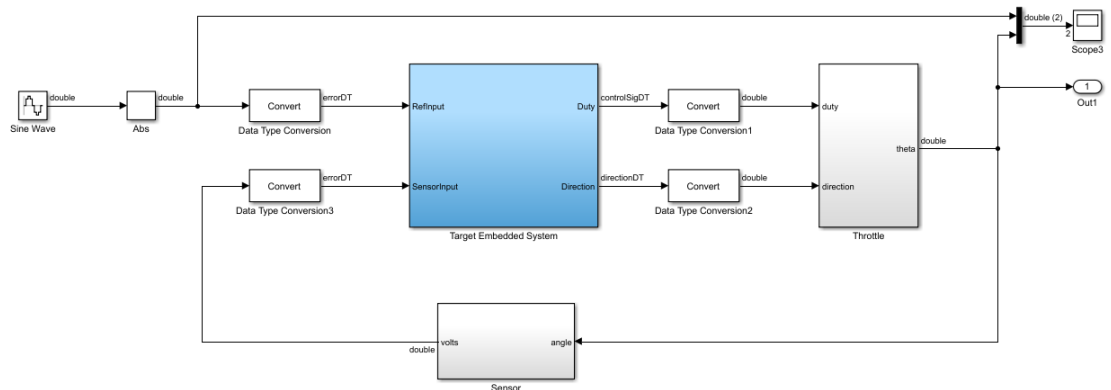 double (2)
2
Scope3
double
Sine Wave
double
Abs
Convert
errorDT
Data Type Conversion
RefInput
Duty
controlSigDT
Convert
double
Data Type Conversion1
duty
theta
double
1
Out1
Convert
errorDT
Data Type Conversion3
SensorInput
Direction
directionDT
Convert
double
Data Type Conversion2
direction
Target Embedded System
Throttle
double
volts
angle
Sensor